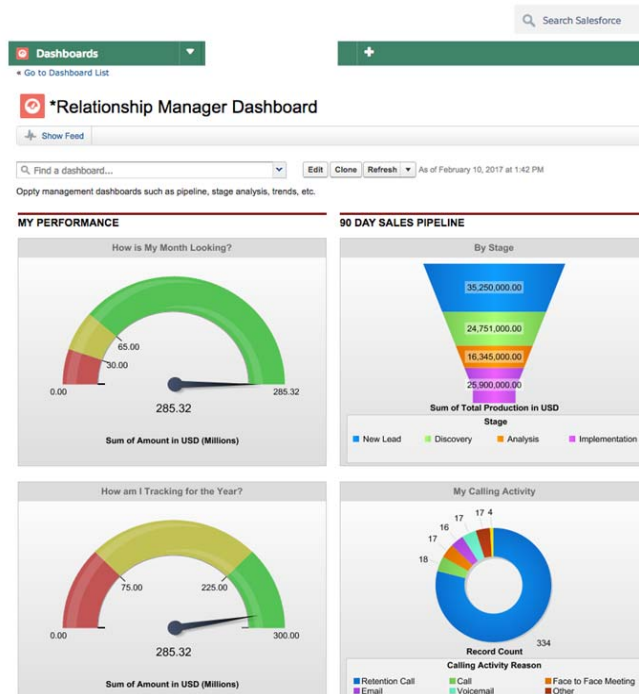 Search Salesforce
Dashboards
+
« Go to Dashboard List
*Relationship Manager Dashboard
Show Feed
Find a dashboard...
Edit Clone Refresh As of February 10, 2017 at 1:42 PM
Oppty management dashboards such as pipeline, stage analysis, trends, etc.
MY PERFORMANCE
How is My Month Looking?
65.00
30.00
0.00
285.32
285.32
Sum of Amount in USD (Millions)
90 DAY SALES PIPELINE
By Stage
35,250,000.00
24,751,000.00
16,345,000.00
25,900,000.00
Sum of Total Production in USD
Stage
New Lead Discovery Analysis Implementation
How am I Tracking for the Year?
75.00
225.00
0.00
300.00
285.32
Sum of Amount in USD (Millions)
My Calling Activity
17 4
17
16
17
18
334
Record Count
Calling Activity Reason
Retention Call Call Face to Face Meeting
Email Voicemail Other